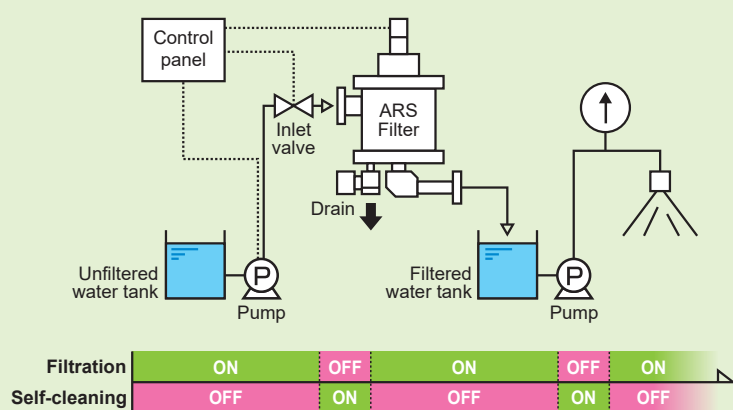 Control
panel
ARS
Filter
Inlet
valve
Drain
Unfiltered
water tank
P
Pump
Filtered
water tank
P
Pump
Filtration ON OFF ON OFF ON
Self-cleaning OFF ON OFF ON OFF